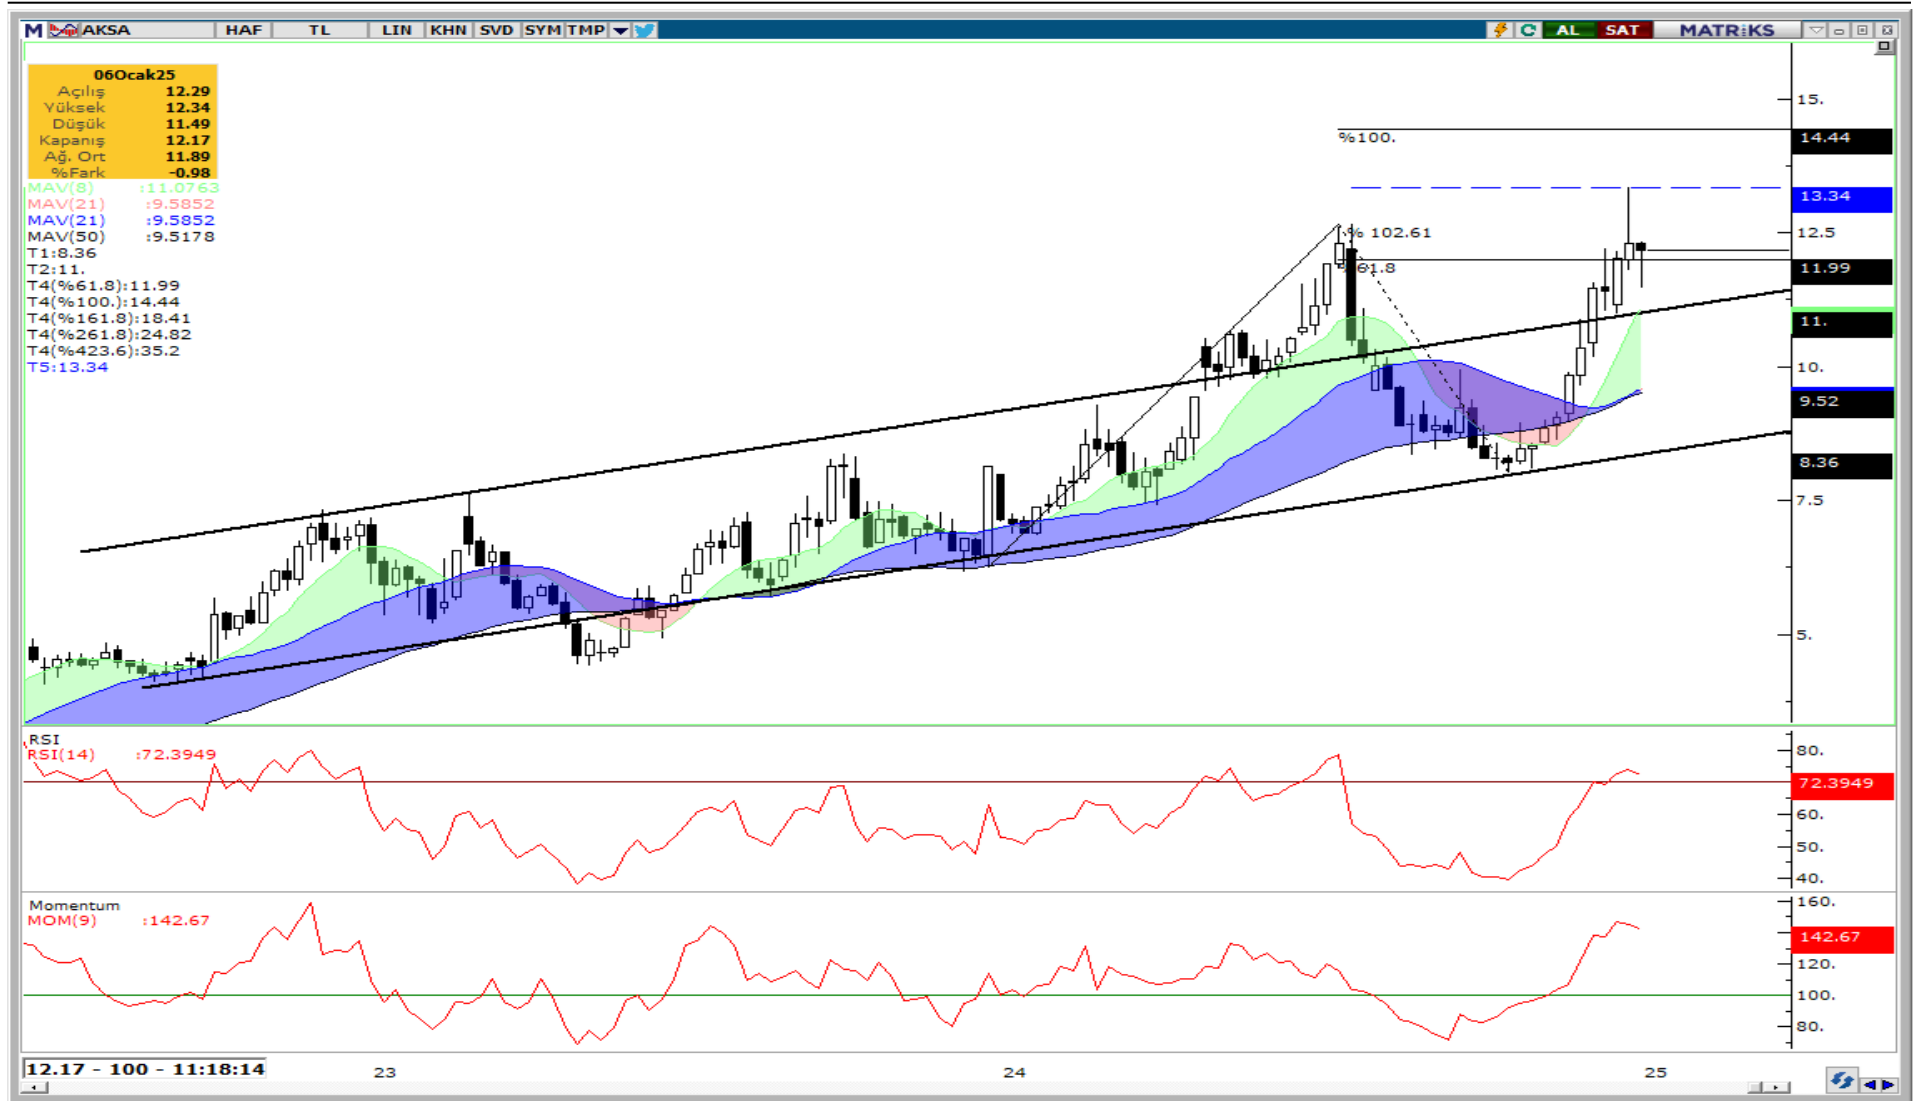 M AKSA HAF TL LIN KHN SVD SYM TMP AL SAT MATRİKS
06Ocak25
Açılış 12.29
Yüksek 12.34
Düşük 11.49
Kapanış 12.17
Ağ. Ort 11.89
%Fark -0.98
MAV(8) :11.0763
MAV(21) :9.5852
MAV(21) :9.5852
MAV(50) :9.5178
T1:8.36
T2:11.
T4(%61.8):11.99
T4(%100.):14.44
T4(%161.8):18.41
T4(%261.8):24.82
T4(%423.6):35.2
T5:13.34
%100.
% 102.61
61.8
15.
14.44
13.34
12.5
11.99
11.
10.
9.52
8.36
7.5
5.
RSI
RSI(14) :72.3949
80.
72.3949
60.
50.
40.
Momentum
MOM(9) :142.67
160.
142.67
120.
100.
80.
12.17 - 100 - 11:18:14
23 24 25